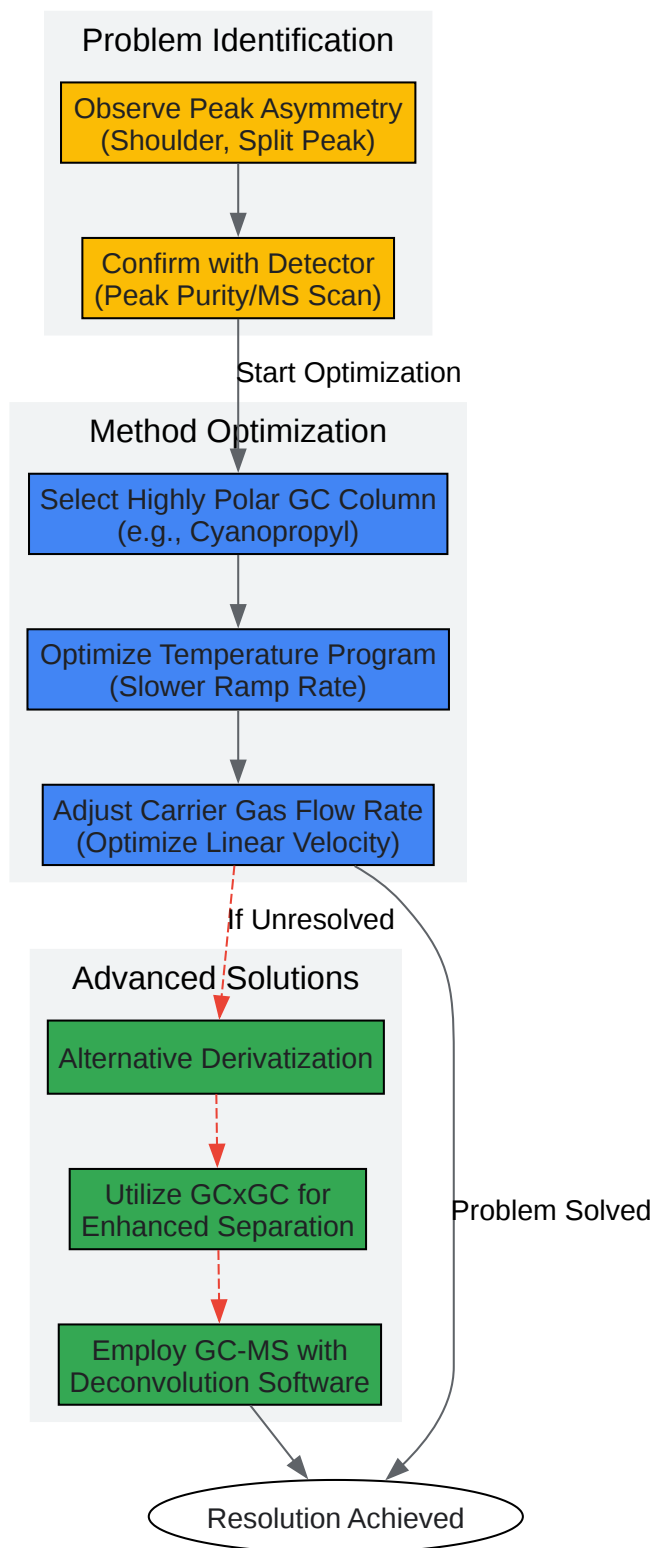 Problem Identification
Observe Peak Asymmetry
(Shoulder, Split Peak)
Confirm with Detector
(Peak Purity/MS Scan)
Start Optimization
Method Optimization
Select Highly Polar GC Column
(e.g., Cyanopropyl)
Optimize Temperature Program
(Slower Ramp Rate)
Adjust Carrier Gas Flow Rate
(Optimize Linear Velocity)
If Unresolved
Advanced Solutions
Alternative Derivatization
Utilize GCxGC for
Enhanced Separation
Problem Solved
Employ GC-MS with
Deconvolution Software
Resolution Achieved